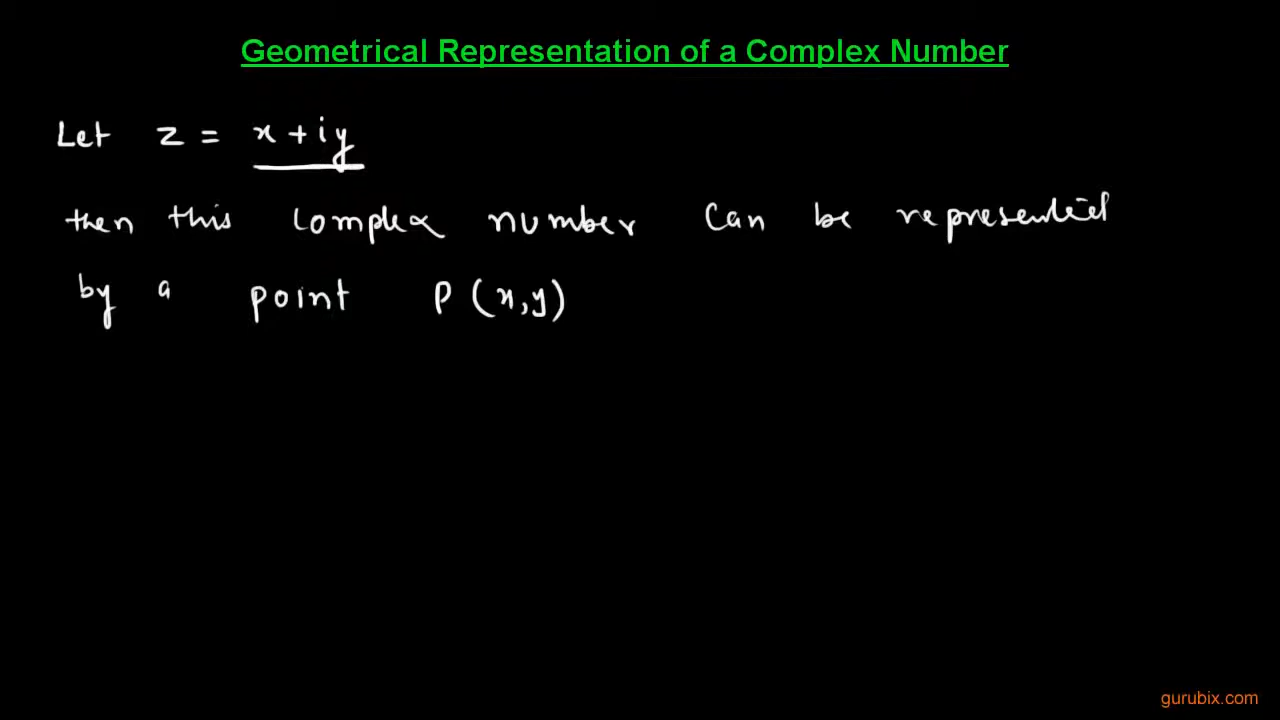 Geometrical Representation of a Complex Number
Let z = x + iy
then this complex number can be represented
by a point P (x, y)
gurubix.com